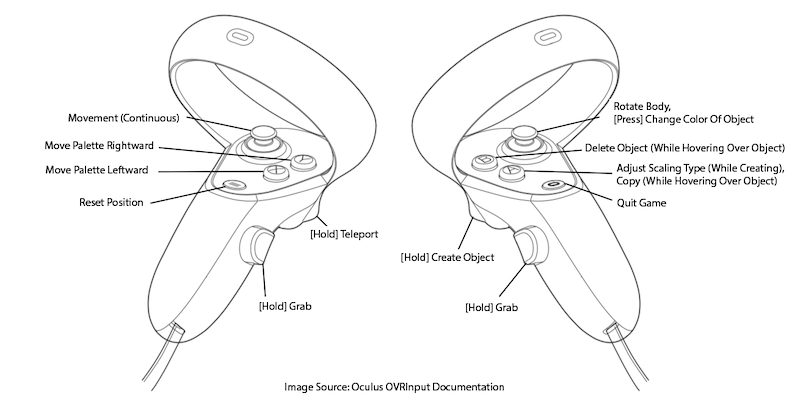 Movement (Continuous)
Move Palette Rightward
Move Palette Leftward
Reset Position
[Hold] Teleport
[Hold] Grab
Y
X
Rotate Body,
[Press] Change Color Of Object
Delete Object (While Hovering Over Object)
Adjust Scaling Type (While Creating),
Copy (While Hovering Over Object)
Quit Game
[Hold] Create Object
[Hold] Grab
B
A
Image Source: Oculus OVRInput Documentation